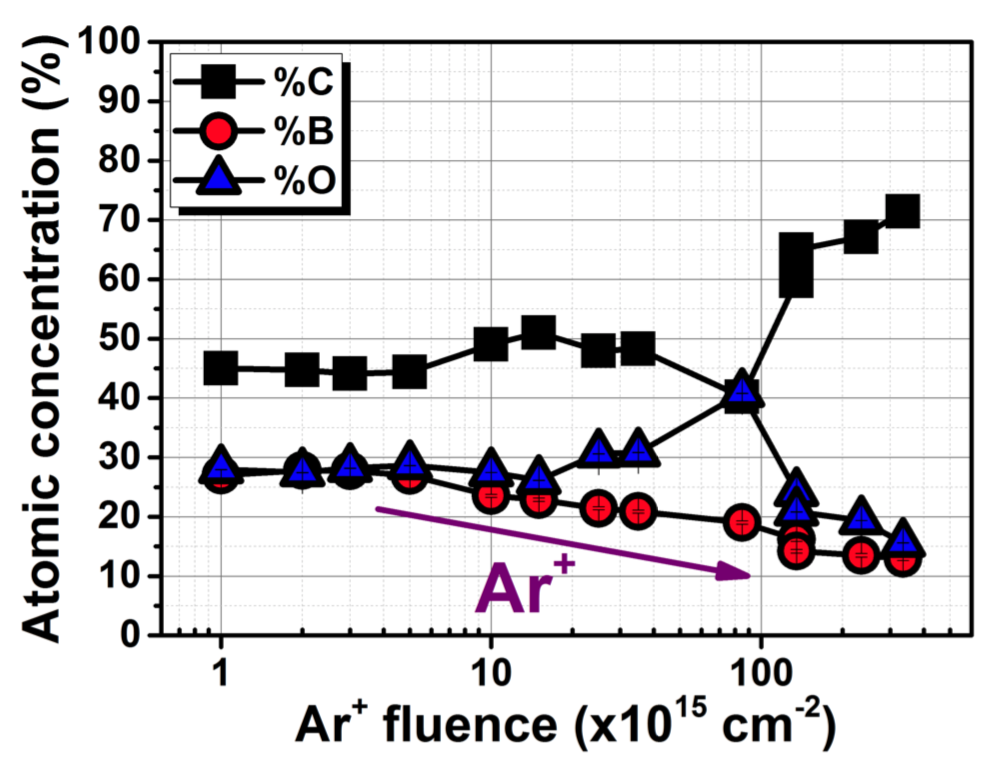 Atomic concentration (%)
100
90
80
70
60
50
40
30
20
10
0
%C
%B
%O
Ar⁺
1
10
100
Ar⁺ fluence (x10¹⁵ cm⁻²)